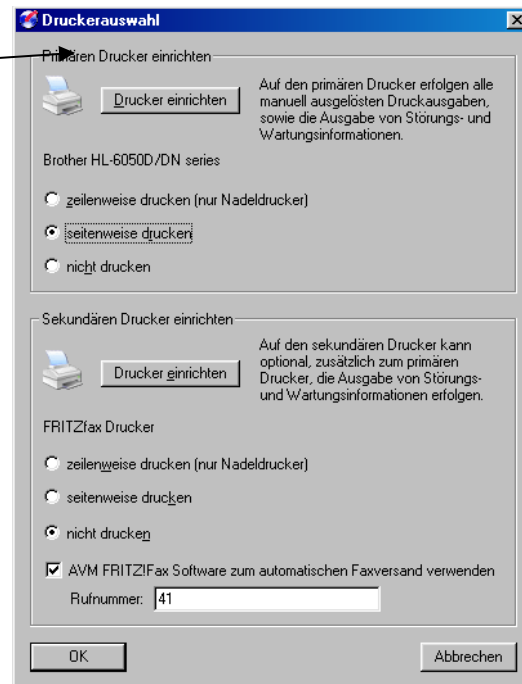 Druckerauswahl
Primären Drucker einrichten
Drucker einrichten
Auf den primären Drucker erfolgen alle
manuell ausgelösten Druckausgaben,
sowie die Ausgabe von Störungs- und
Wartungsinformationen.
Brother HL-6050D/DN series
zeilenweise drucken (nur Nadeldrucker)
seitenweise drucken
nicht drucken
Sekundären Drucker einrichten
Drucker einrichten
Auf den sekundären Drucker kann
optional, zusätzlich zum primären
Drucker, die Ausgabe von Störungs-
und Wartungsinformationen erfolgen.
FRITZfax Drucker
zeilenweise drucken (nur Nadeldrucker)
seitenweise drucken
nicht drucken
AVM FRITZ!Fax Software zum automatischen Faxversand verwenden
Rufnummer: 41
OK
Abbrechen